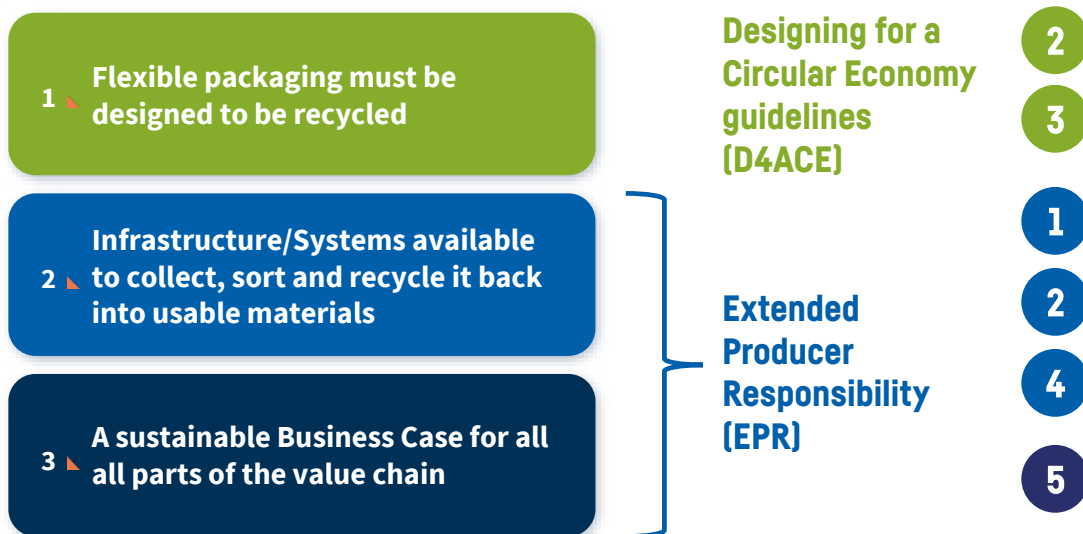 1
Flexible packaging must be
designed to be recycled
2
Infrastructure/Systems available
to collect, sort and recycle it back
into usable materials
3
A sustainable Business Case for all
all parts of the value chain
Designing for a
Circular Economy
guidelines
(D4ACE)
Extended
Producer
Responsibility
(EPR)
2
3
1
2
4
5